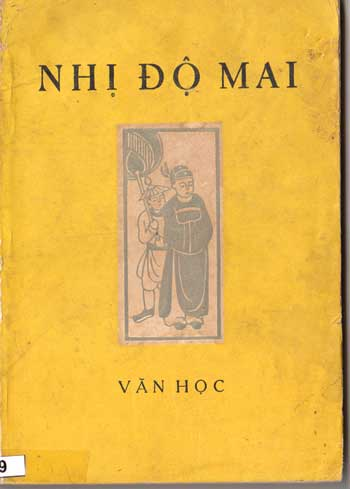 NHỊ ĐỘ MAI
VĂN HỌC
9